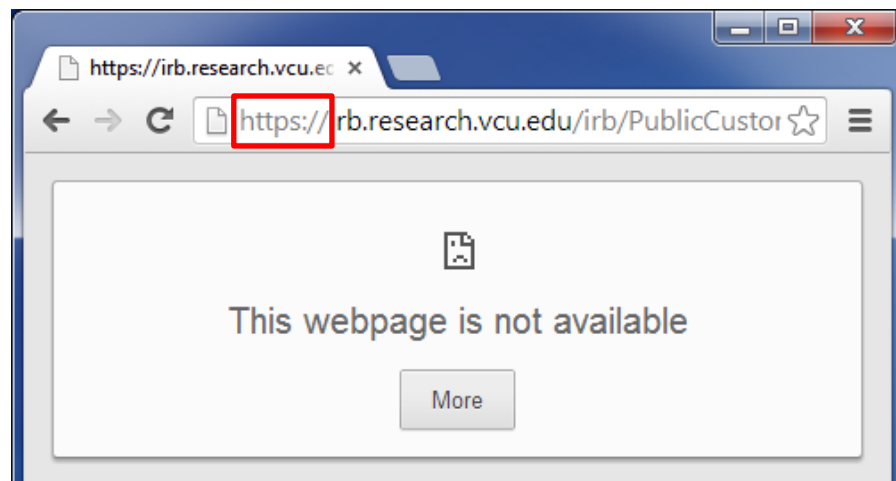 https://irb.research.vcu.ec
https://irb.research.vcu.edu/irb/PublicCustor
This webpage is not available
More